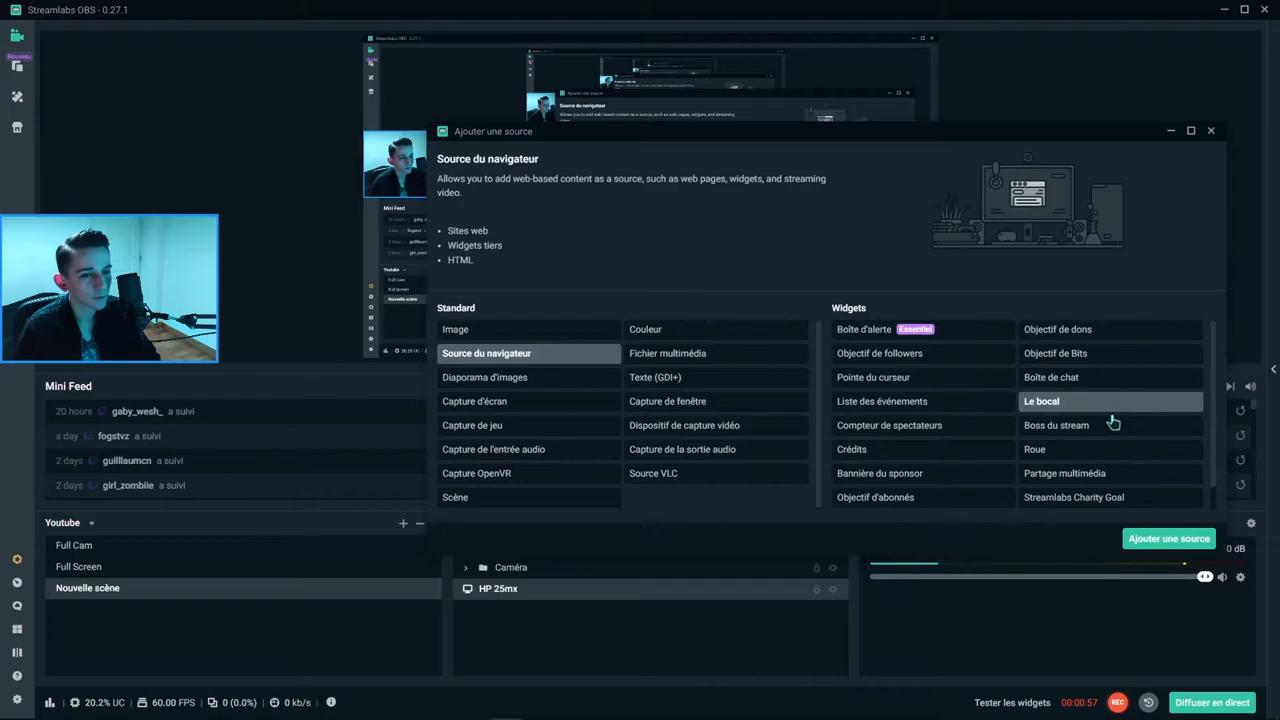 Streamlabs OBS - 0.27.1
Nouveau
Ajouter une source
Source du navigateur
Allows you to add web-based content as a source, such as web pages, widgets, and streaming
video.
Sites web
Widgets tiers
HTML
Standard
Image
Couleur
Source du navigateur
Fichier multimédia
Diaporama d'images
Texte (GDI+)
Capture d'écran
Capture de fenêtre
Capture de jeu
Dispositif de capture vidéo
Capture de l'entrée audio
Capture de la sortie audio
Capture OpenVR
Source VLC
Scène
Widgets
Boîte d'alerte Essentiel
Objectif de dons
Objectif de followers
Objectif de Bits
Pointe du curseur
Boîte de chat
Liste des événements
Le bocal
Compteur de spectateurs
Boss du stream
Crédits
Roue
Bannière du sponsor
Partage multimédia
Objectif d'abonnés
Streamlabs Charity Goal
Ajouter une source
Mini Feed
20 hours gaby_wesh_ a suivi
a day fogstvz a suivi
2 days guilllaumcn a suivi
2 days girl_zombiie a suivi
Youtube
Full Cam
Full Screen
Nouvelle scène
Caméra
HP 25mx
0 dB
20.2% UC
60.00 FPS
0 (0.0%)
0 kb/s
Tester les widgets
00:00:57
REC
Diffuser en direct